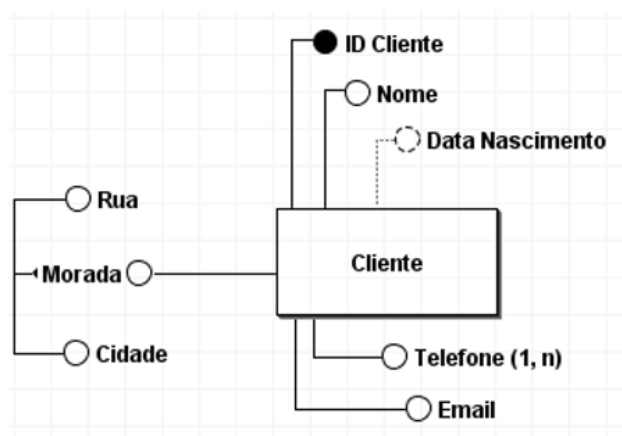 ID Cliente
Nome
Data Nascimento
Rua
Morada
Cliente
Cidade
Telefone (1, n)
Email